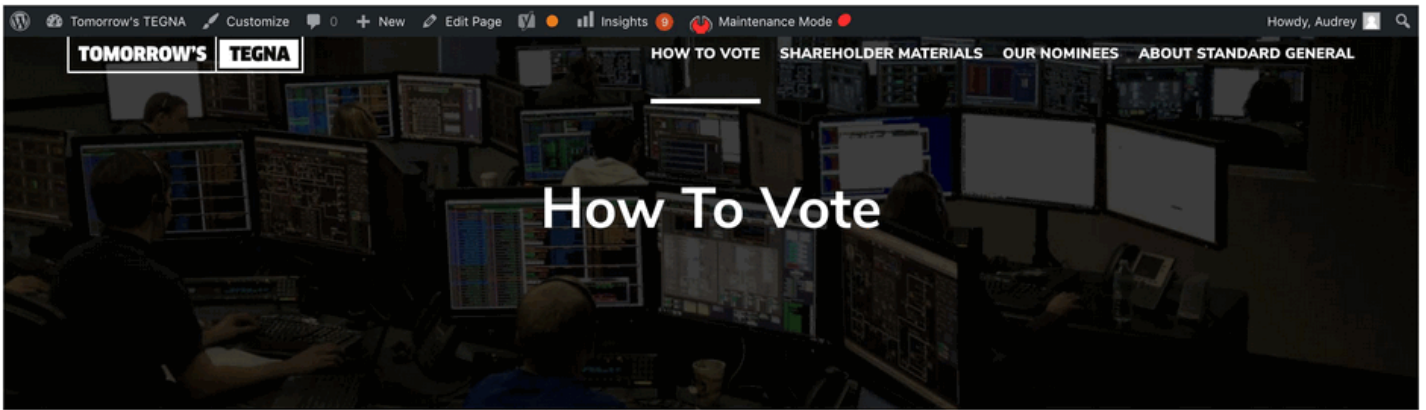 Tomorrow's TEGNA Customize 0 New Edit Page Insights 9 Maintenance Mode Howdy, Audrey
TOMORROW'S TEGNA HOW TO VOTE SHAREHOLDER MATERIALS OUR NOMINEES ABOUT STANDARD GENERAL
How To Vote